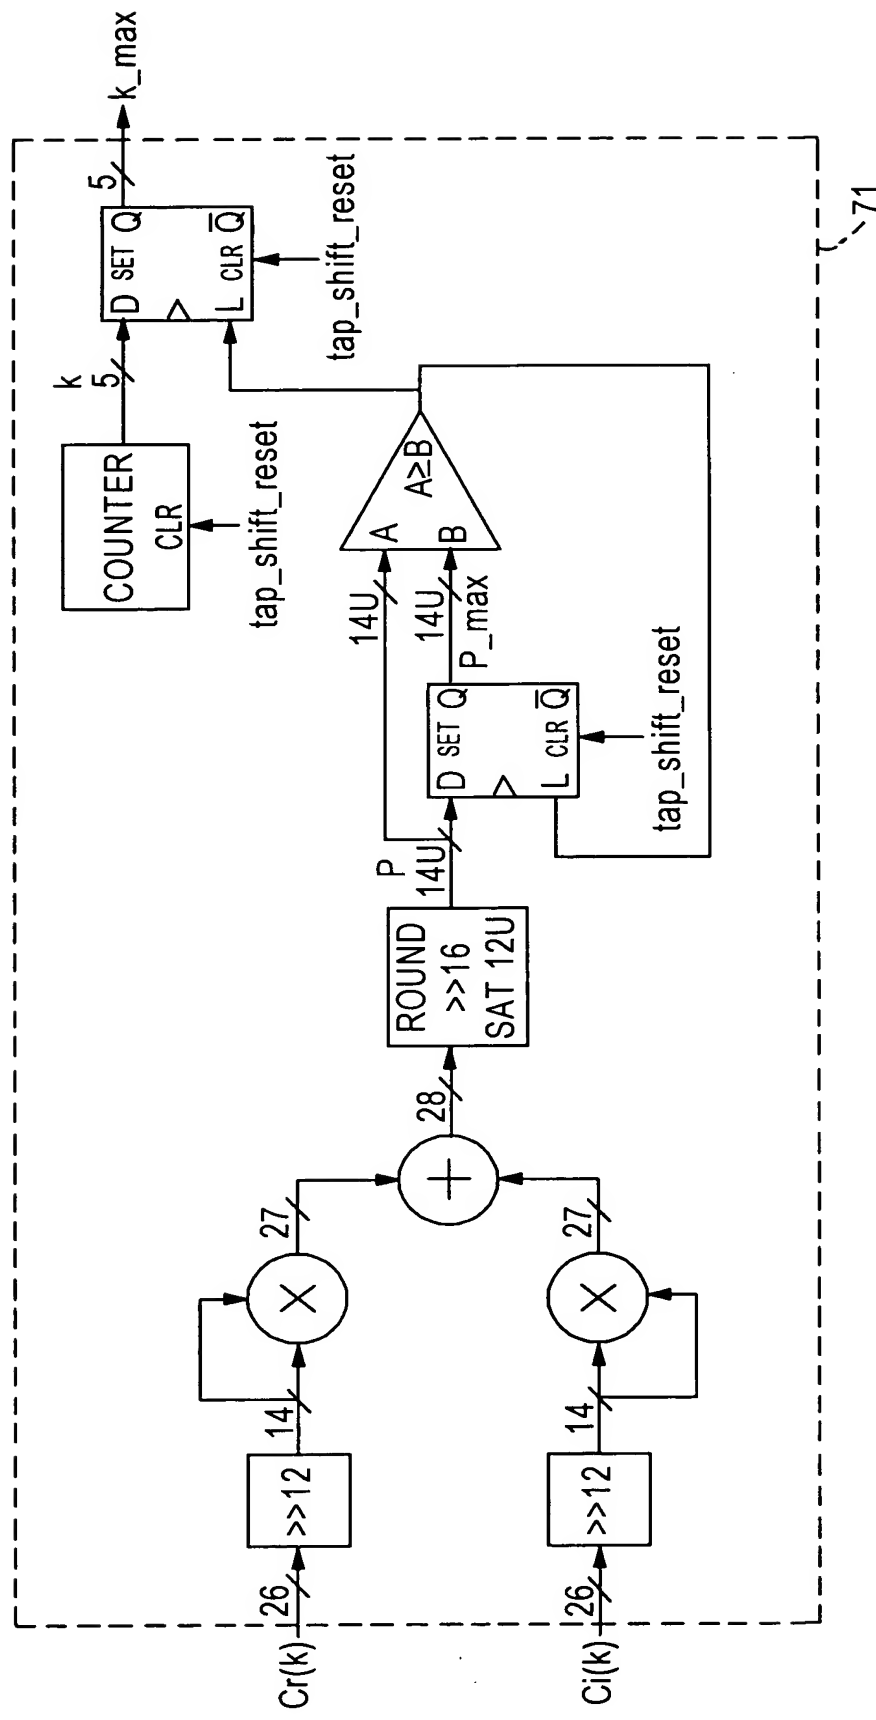 Cr(k)
26
>>12
14
27
Ci(k)
26
>>12
14
27
28
ROUND
>>16
SAT 12U
P
14U
D SET Q
L CLR Q̅
tap_shift_reset
14U
14U
P_max
A
B
A≥B
COUNTER
CLR
tap_shift_reset
k
5
D SET Q
L CLR Q̅
tap_shift_reset
5
k_max
71